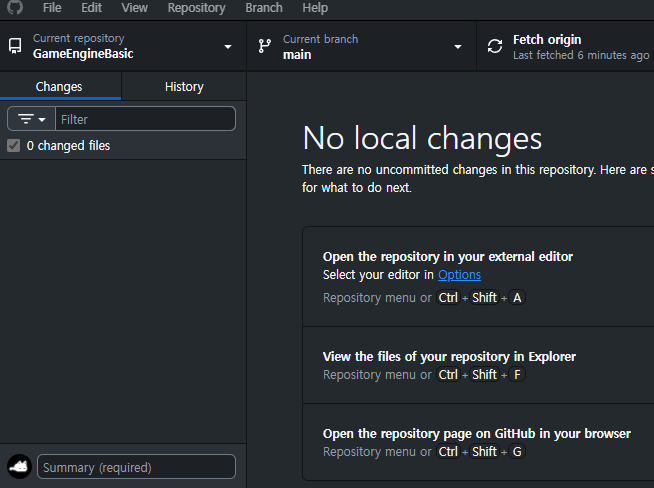 File Edit View Repository Branch Help
Current repository
GameEngineBasic
Current branch
main
Fetch origin
Last fetched 6 minutes ago
Changes
History
Filter
0 changed files
No local changes
There are no uncommitted changes in this repository. Here are s
for what to do next.
Open the repository in your external editor
Select your editor in Options
Repository menu or Ctrl + Shift + A
View the files of your repository in Explorer
Repository menu or Ctrl + Shift + F
Open the repository page on GitHub in your browser
Repository menu or Ctrl + Shift + G
Summary (required)